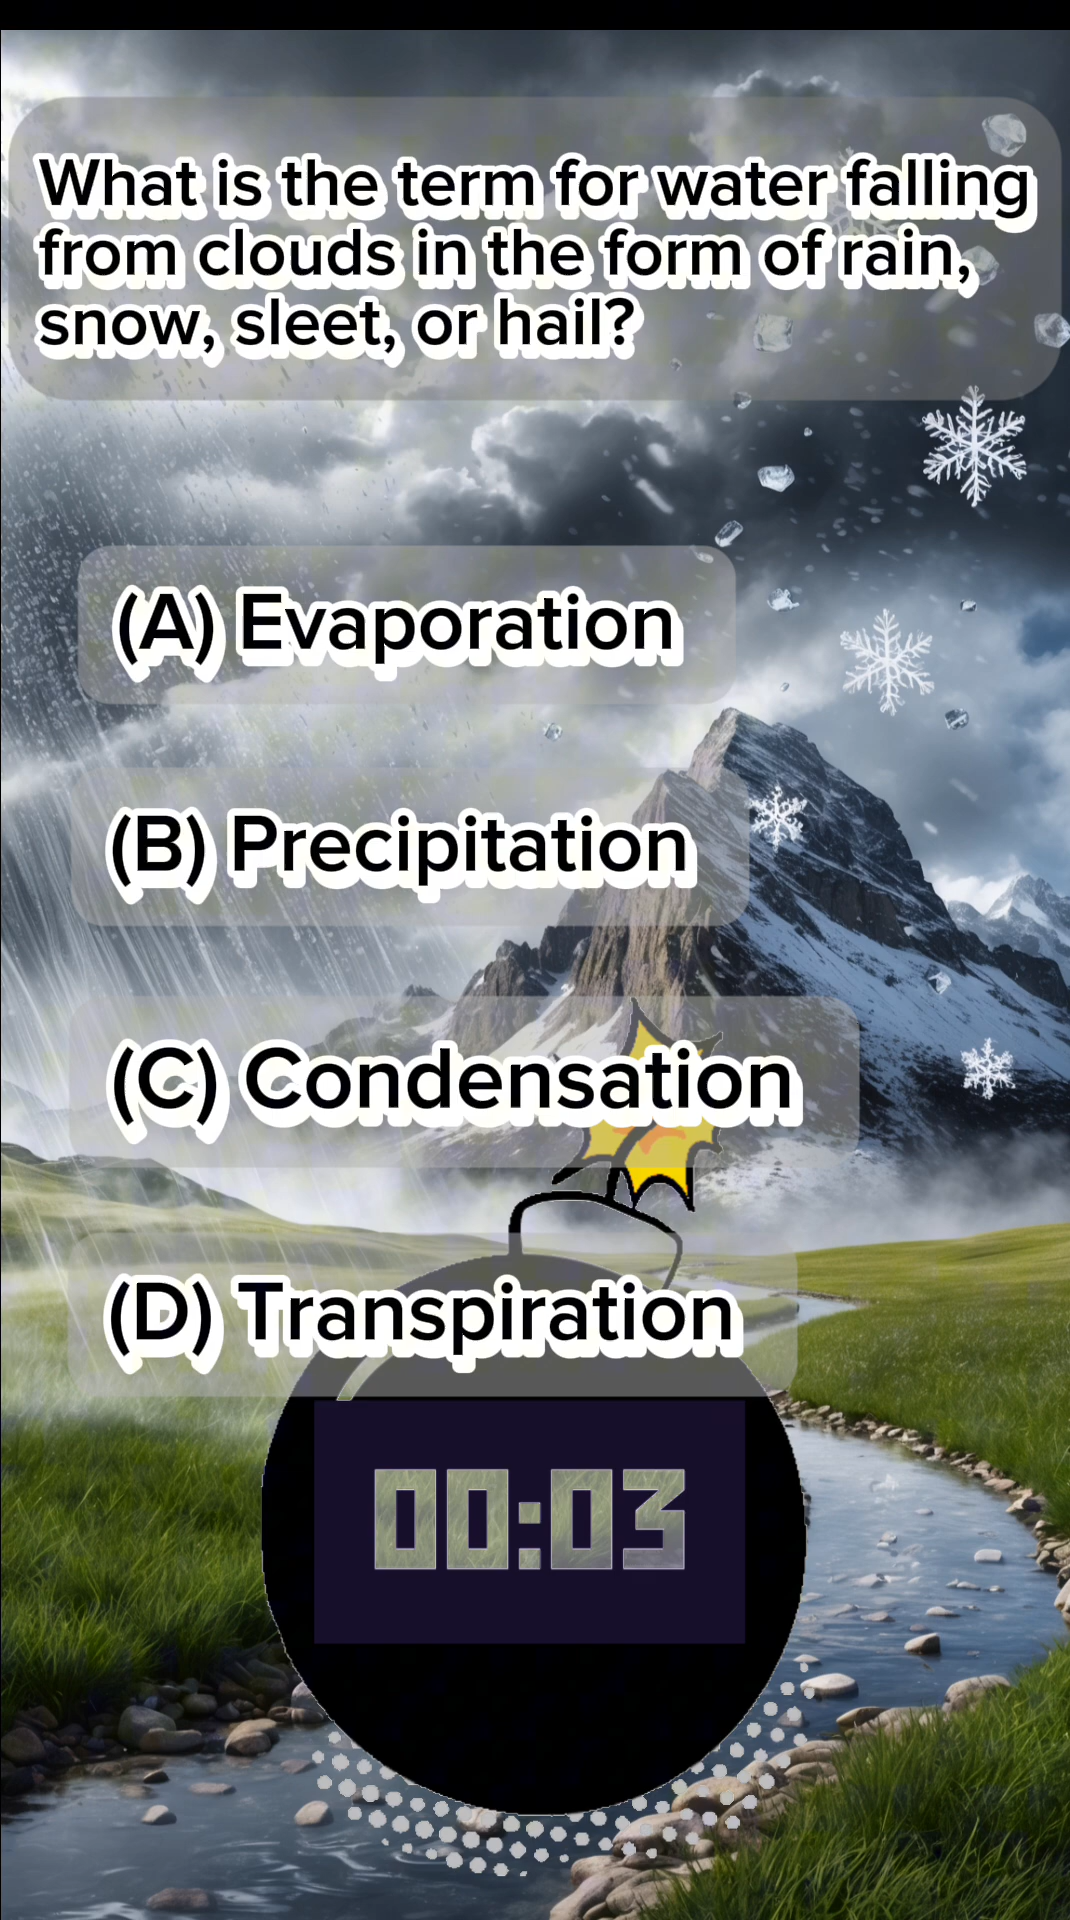 What is the term for water falling
from clouds in the form of rain,
snow, sleet, or hail?
(A) Evaporation
(B) Precipitation
(C) Condensation
(D) Transpiration
00:03